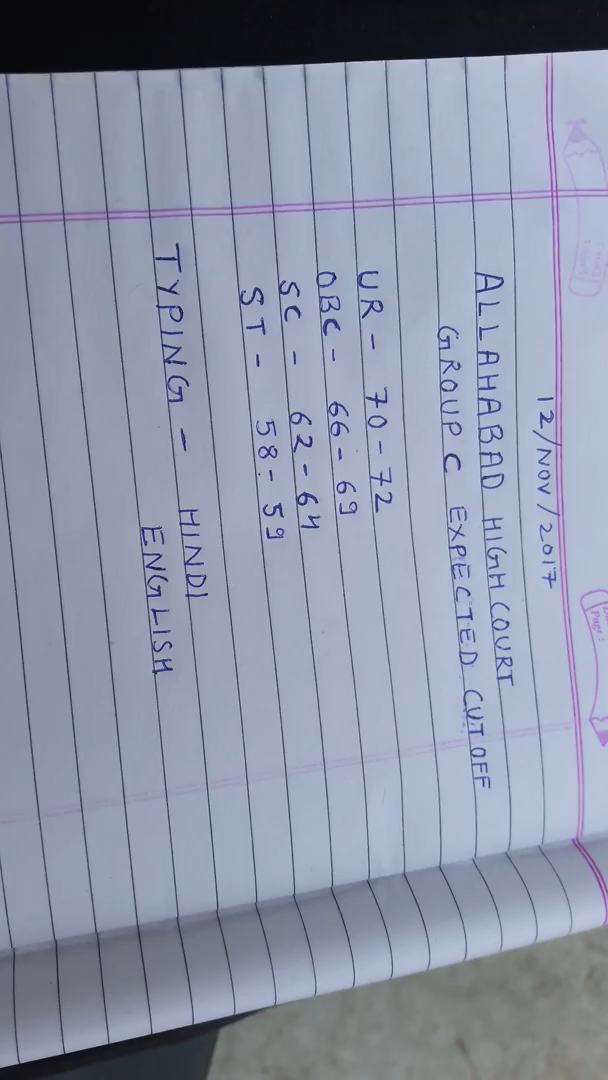 12/NOV/2017
ALLAHABAD HIGH COURT
GROUP C EXPECTED CUT OFF
UR - 70-72
OBC - 66-69
SC - 62-64
ST - 58-59
TYPING - HINDI
ENGLISH
Page: